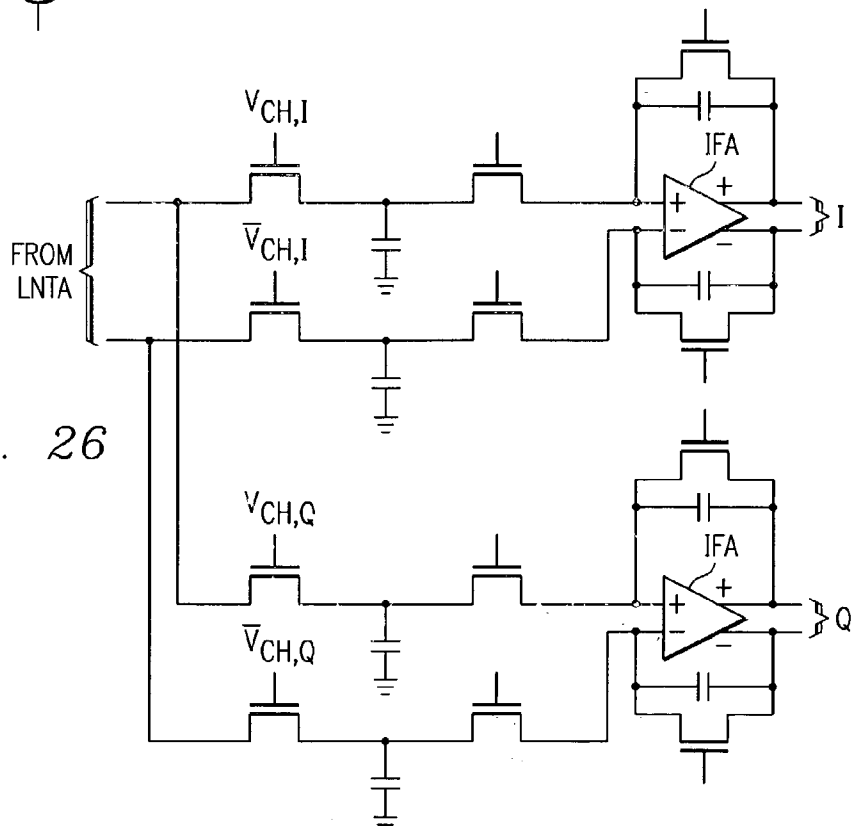 V_CH,I
IFA
+
+
I
V̅_CH,I
−
−
FROM
LNTA
. 26
V_CH,Q
IFA
+
+
Q
V̅_CH,Q
−
−